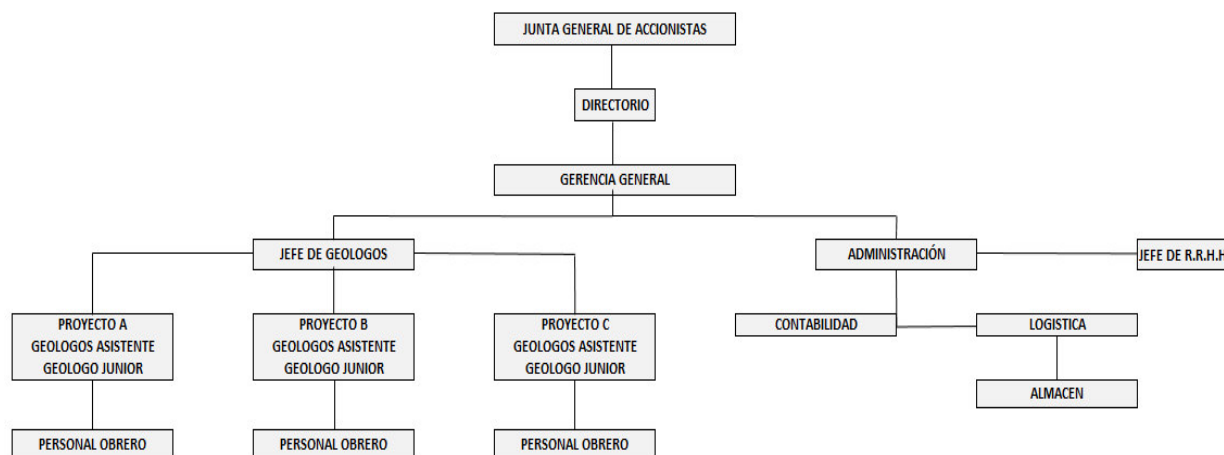 JUNTA GENERAL DE ACCIONISTAS
DIRECTORIO
GERENCIA GENERAL
JEFE DE GEOLOGOS
ADMINISTRACIÓN
JEFE DE R.R.H.H
PROYECTO A
GEOLOGOS ASISTENTE
GEOLOGO JUNIOR
PROYECTO B
GEOLOGOS ASISTENTE
GEOLOGO JUNIOR
PROYECTO C
GEOLOGOS ASISTENTE
GEOLOGO JUNIOR
CONTABILIDAD
LOGISTICA
ALMACEN
PERSONAL OBRERO
PERSONAL OBRERO
PERSONAL OBRERO